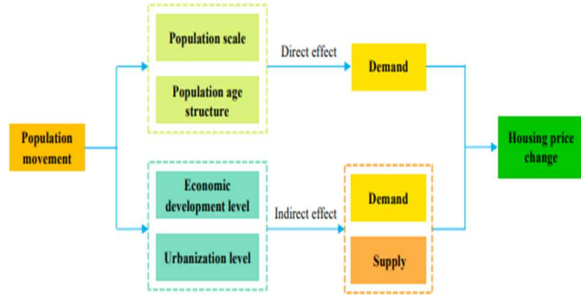 Population scale
Direct effect
Demand
Population age
structure
Population
movement
Housing price
change
Economic
development level
Indirect effect
Demand
Urbanization level
Supply